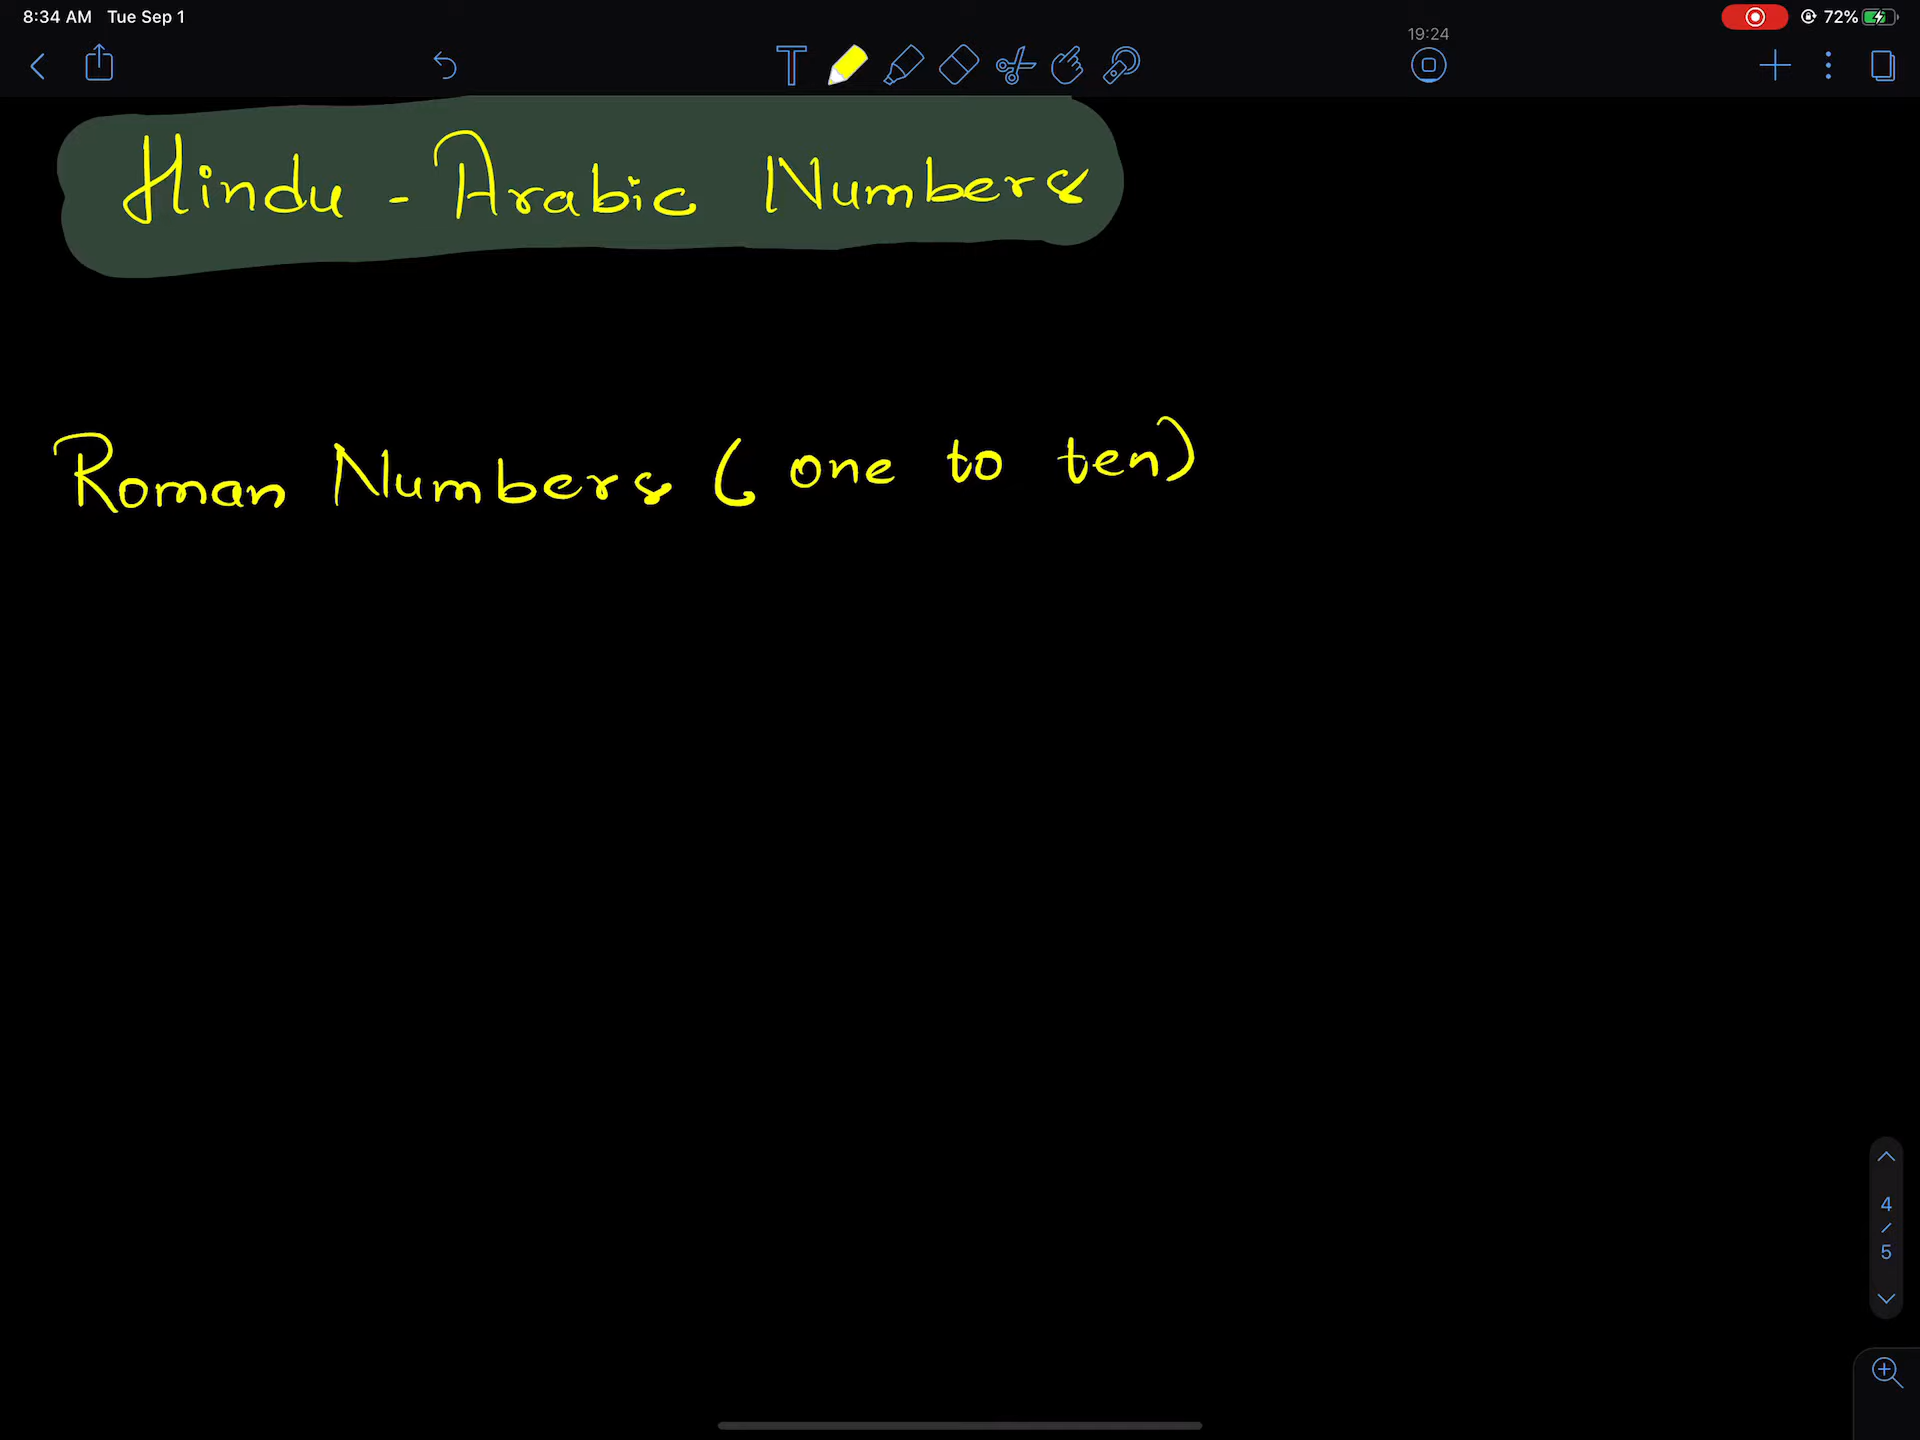 8:34 AM Tue Sep 1
72%
19:24
Hindu - Arabic Numbers
Roman Numbers ( one to ten)
4
/
5